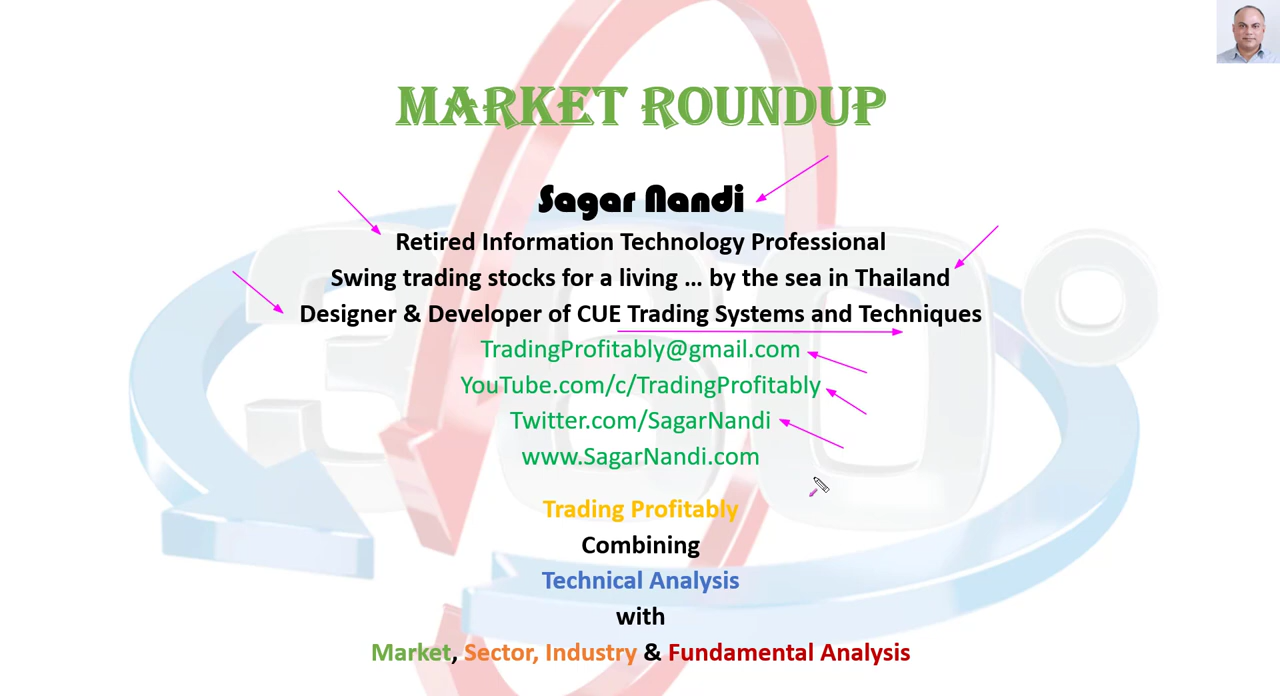 MARKET ROUNDUP
Sagar Nandi
Retired Information Technology Professional
Swing trading stocks for a living ... by the sea in Thailand
Designer & Developer of CUE Trading Systems and Techniques
TradingProfitably@gmail.com
YouTube.com/c/TradingProfitably
Twitter.com/SagarNandi
www.SagarNandi.com
Trading Profitably
Combining
Technical Analysis
with
Market, Sector, Industry & Fundamental Analysis
360°